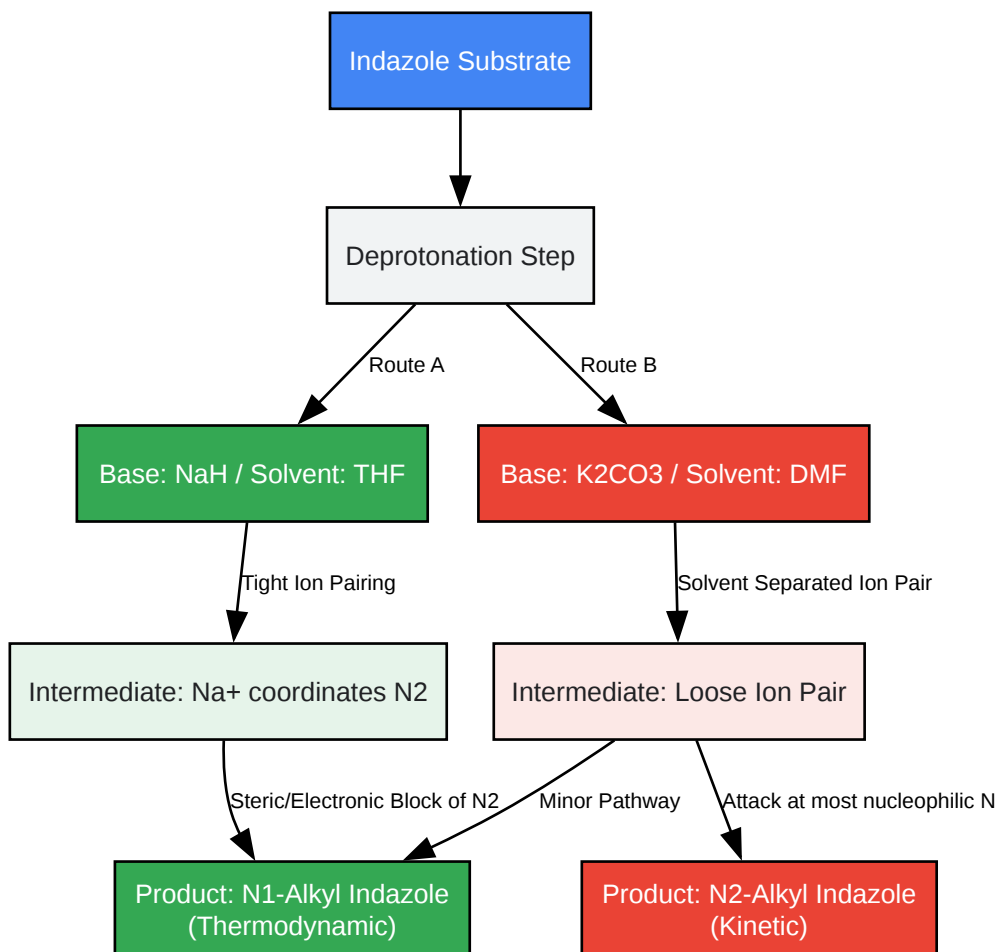 Indazole Substrate
Deprotonation Step
Route A
Route B
Base: NaH / Solvent: THF
Base: K2CO3 / Solvent: DMF
Tight Ion Pairing
Solvent Separated Ion Pair
Intermediate: Na+ coordinates N2
Intermediate: Loose Ion Pair
Steric/Electronic Block of N2
Minor Pathway
Attack at most nucleophilic N
Product: N1-Alkyl Indazole
(Thermodynamic)
Product: N2-Alkyl Indazole
(Kinetic)